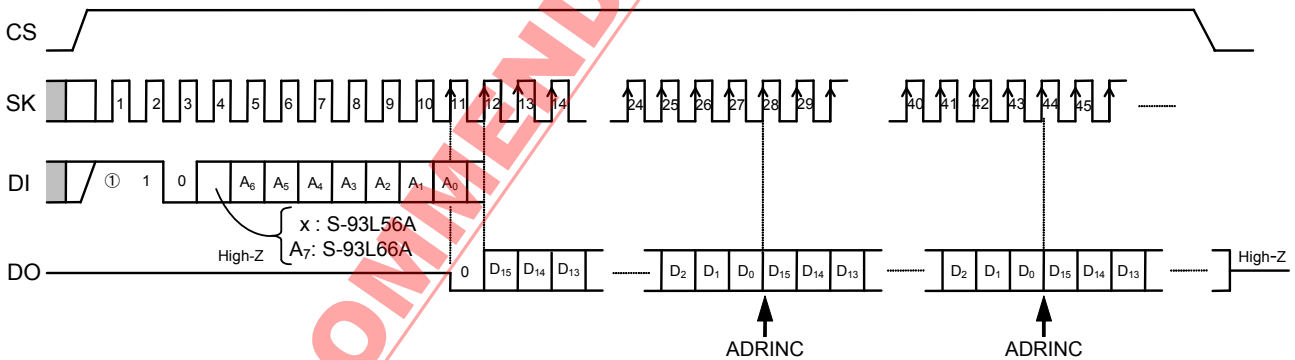 CS
SK
1 2 3 4 5 6 7 8 9 10 11 12 13 14 24 25 26 27 28 29 40 41 42 43 44 45
DI
① 1 0 A6 A5 A4 A3 A2 A1 A0
x : S-93L56A
A7: S-93L66A
High-Z
DO
0 D15 D14 D13 D2 D1 D0 D15 D14 D13 D2 D1 D0 D15 D14 D13
High-Z
ADRINC ADRINC
OMMEND